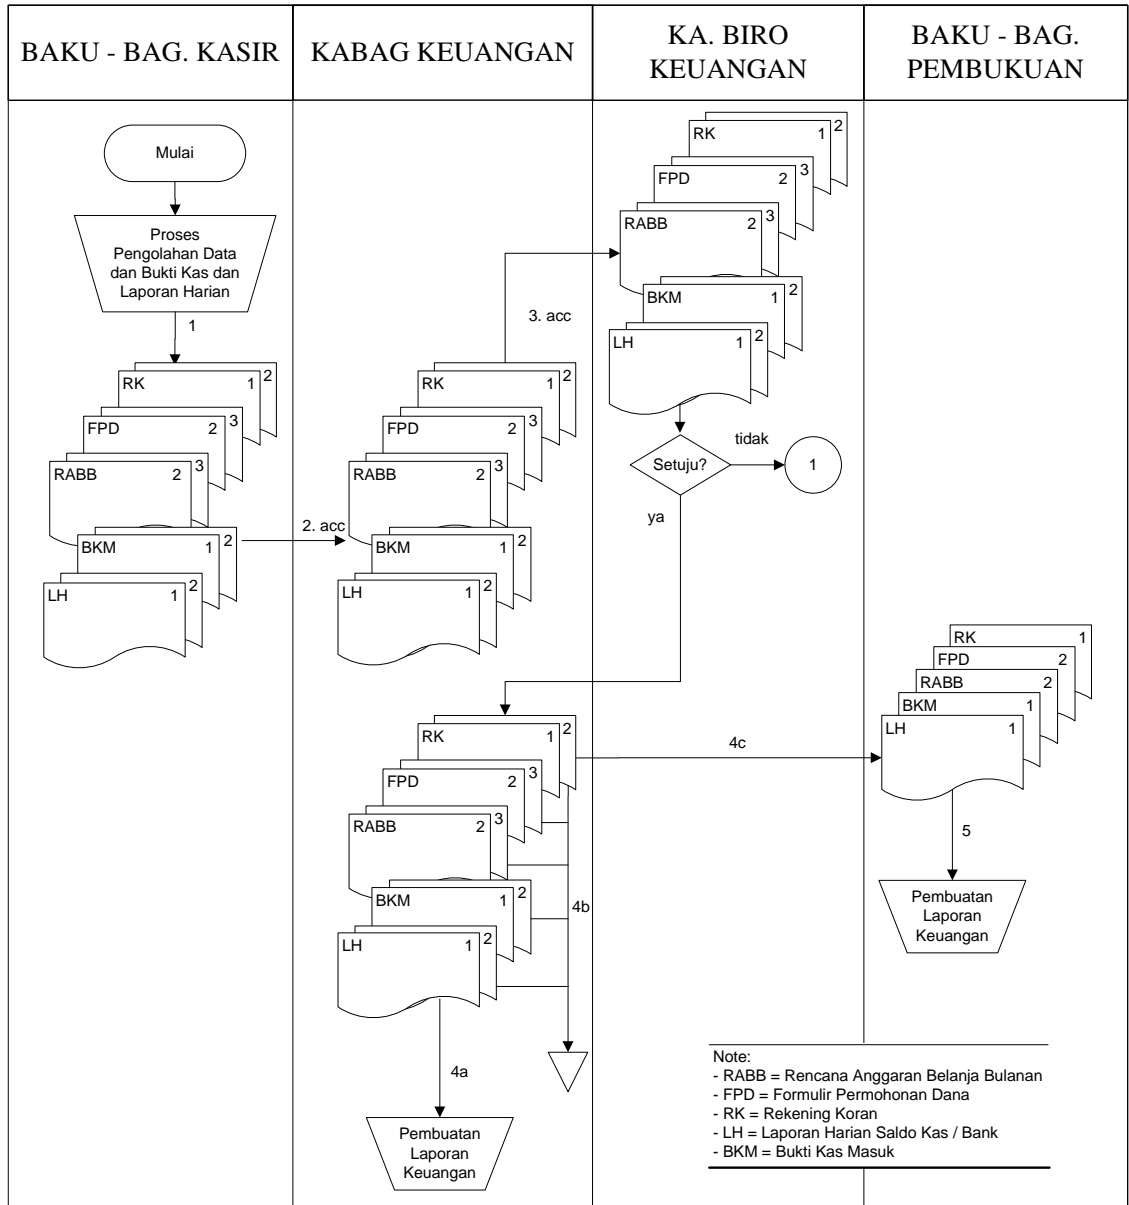 BAKU - BAG. KASIR
KABAG KEUANGAN
KA. BIRO
KEUANGAN
BAKU - BAG.
PEMBUKUAN
Mulai
Proses
Pengolahan Data
dan Bukti Kas dan
Laporan Harian
1
RK 1 2
FPD 2 3
RABB 2 3
BKM 1 2
LH 1 2
2. acc
RK 1 2
FPD 2 3
RABB 2 3
BKM 1 2
LH 1 2
3. acc
RK 1 2
FPD 2 3
RABB 2 3
BKM 1 2
LH 1 2
Setuju?
tidak
1
ya
RK 1 2
FPD 2 3
RABB 2 3
BKM 1 2
LH 1 2
4a
4b
4c
Pembuatan
Laporan
Keuangan
RK 1
FPD 2
RABB 2
BKM 1
LH 1
5
Pembuatan
Laporan
Keuangan
Note:
- RABB = Rencana Anggaran Belanja Bulanan
- FPD = Formulir Permohonan Dana
- RK = Rekening Koran
- LH = Laporan Harian Saldo Kas / Bank
- BKM = Bukti Kas Masuk